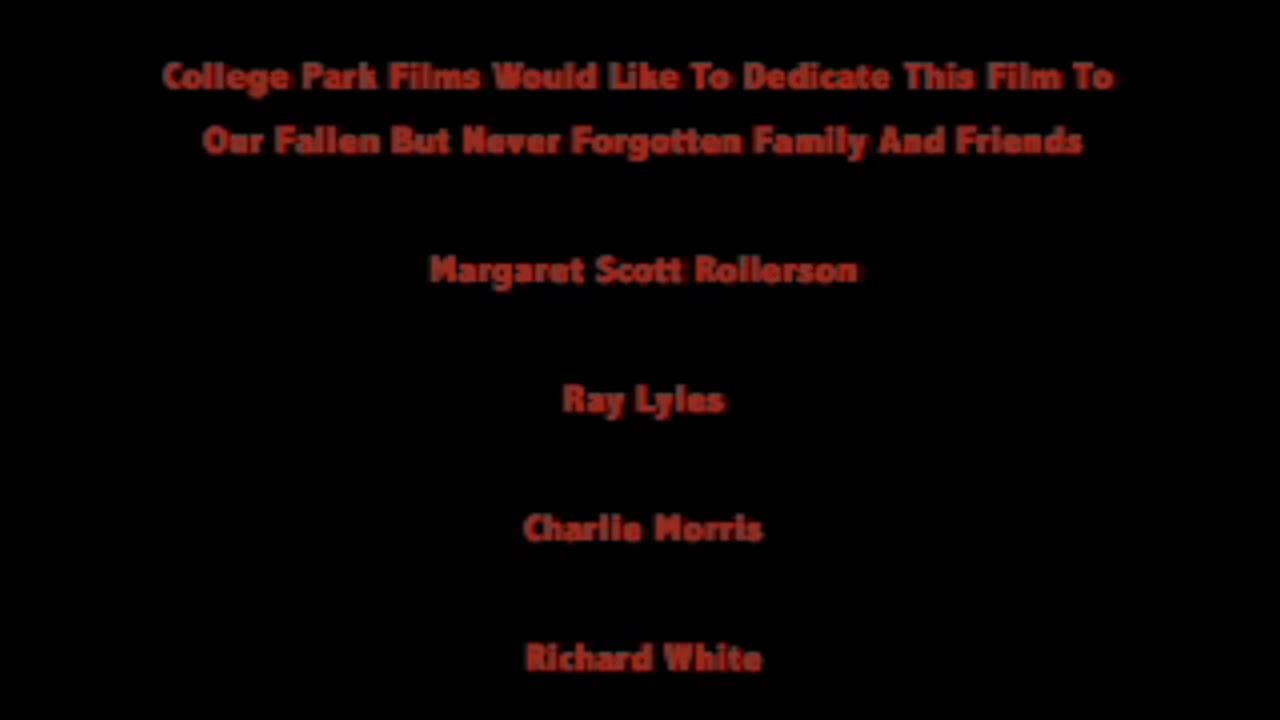 College Park Films Would Like To Dedicate This Film To
Our Fallen But Never Forgotten Family And Friends
Margaret Scott Rollerson
Ray Lyles
Charlie Morris
Richard White